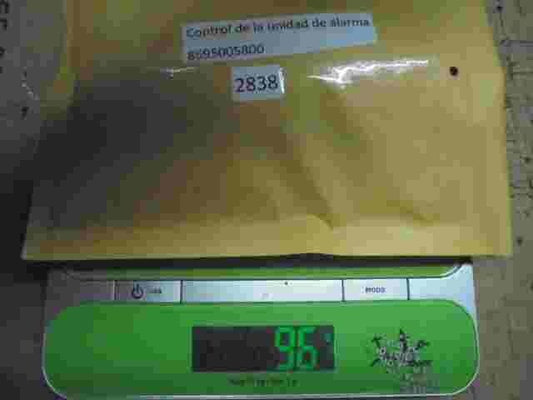 Control de la unidad de alarma
8695005800
2838
MODE
96